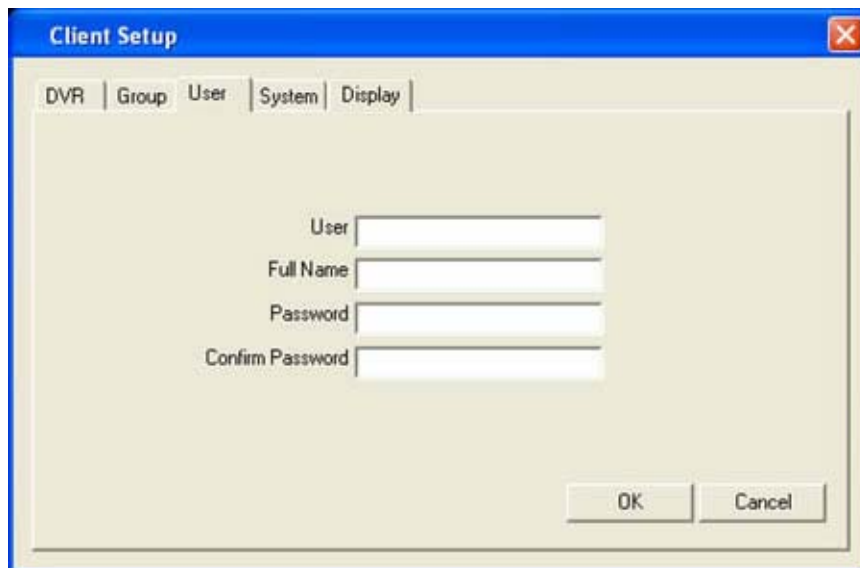 Client Setup
DVR Group User System Display
User
Full Name
Password
Confirm Password
OK Cancel